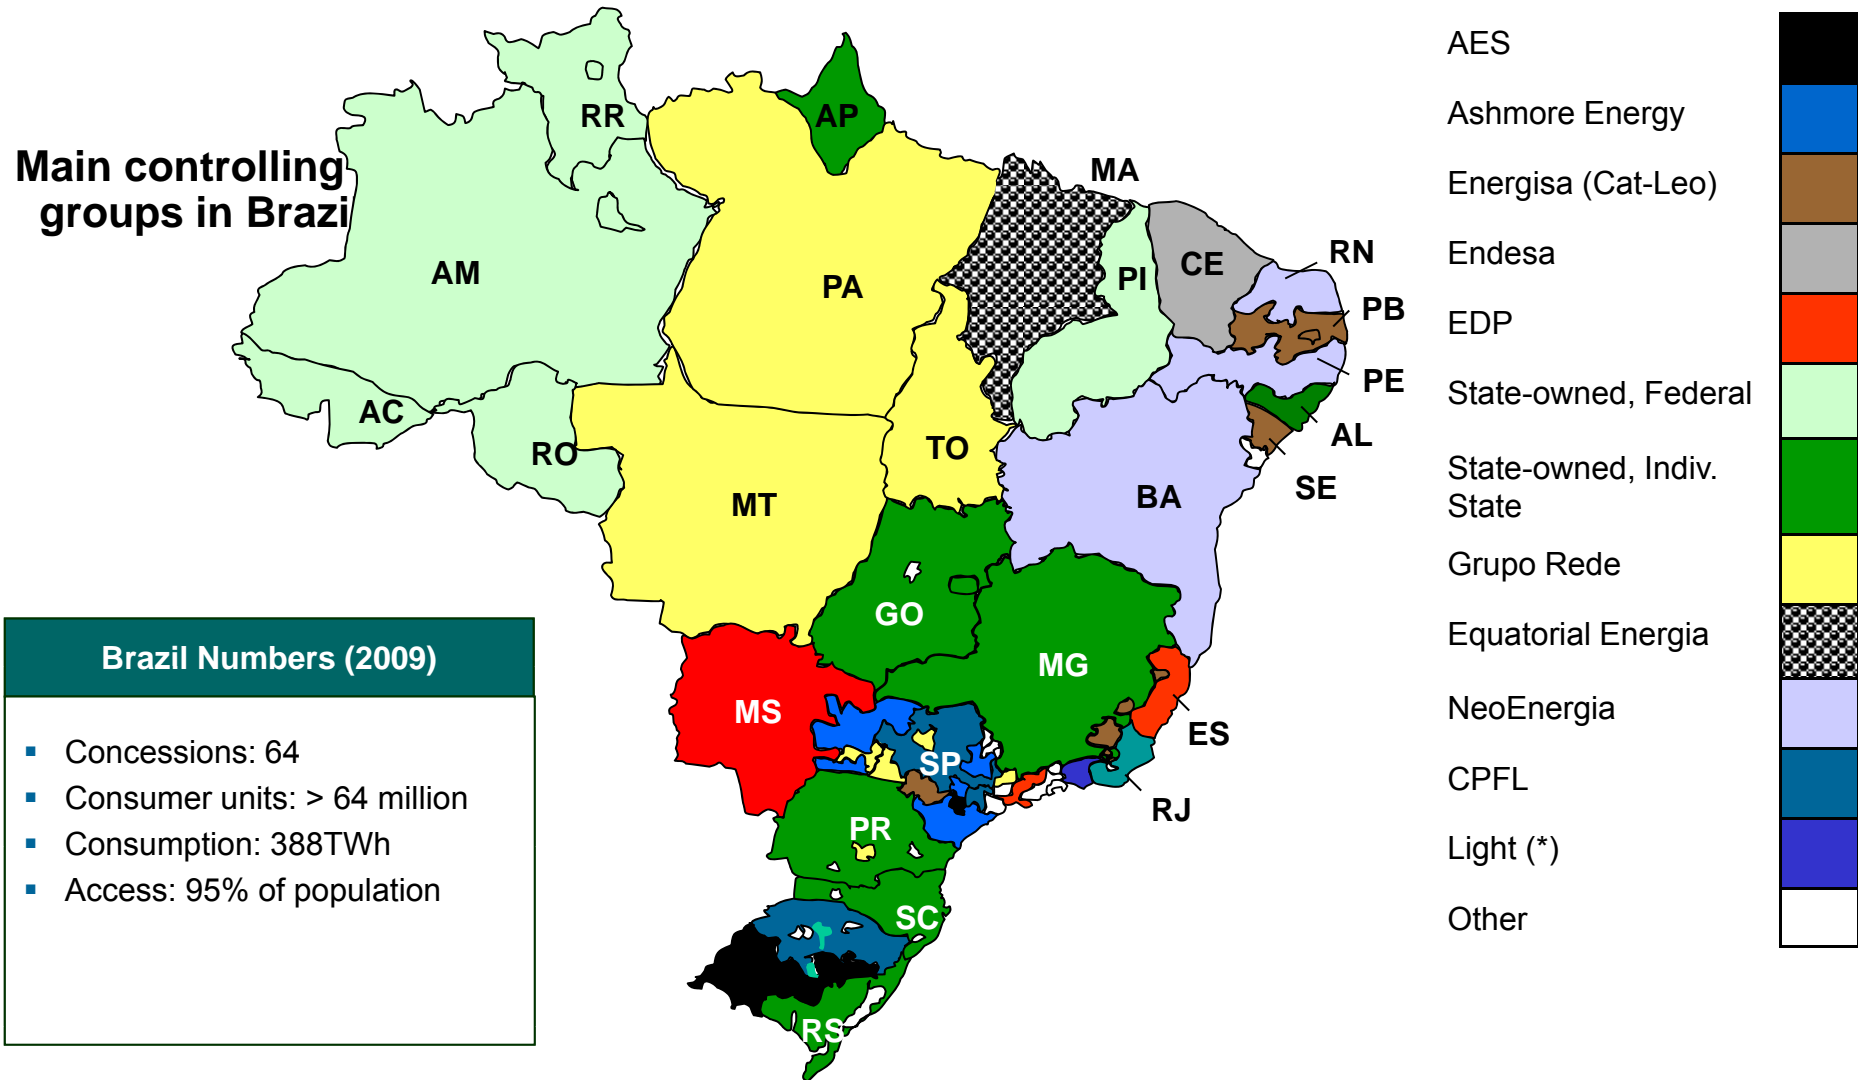 Main controlling
groups in Brazi
RR
AP
MA
AM
PA
PI
CE
RN
PB
PE
AL
SE
AC
RO
TO
MT
BA
GO
MG
MS
ES
SP
RJ
PR
SC
RS
Brazil Numbers (2009)
▪ Concessions: 64
▪ Consumer units: > 64 million
▪ Consumption: 388TWh
▪ Access: 95% of population
AES
Ashmore Energy
Energisa (Cat-Leo)
Endesa
EDP
State-owned, Federal
State-owned, Indiv.
State
Grupo Rede
Equatorial Energia
NeoEnergia
CPFL
Light (*)
Other